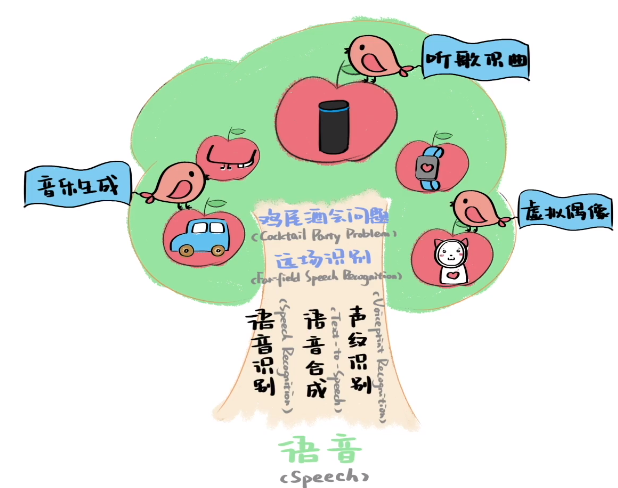 听歌识曲
音乐生成
虚拟偶像
鸡尾酒会问题
(Cocktail Party Problem)
远场识别
(Far-field Speech Recognition)
语音识别
(Speech Recognition)
语音合成
(Text-to-Speech)
声纹识别
(Voiceprint Recognition)
语音
(Speech)